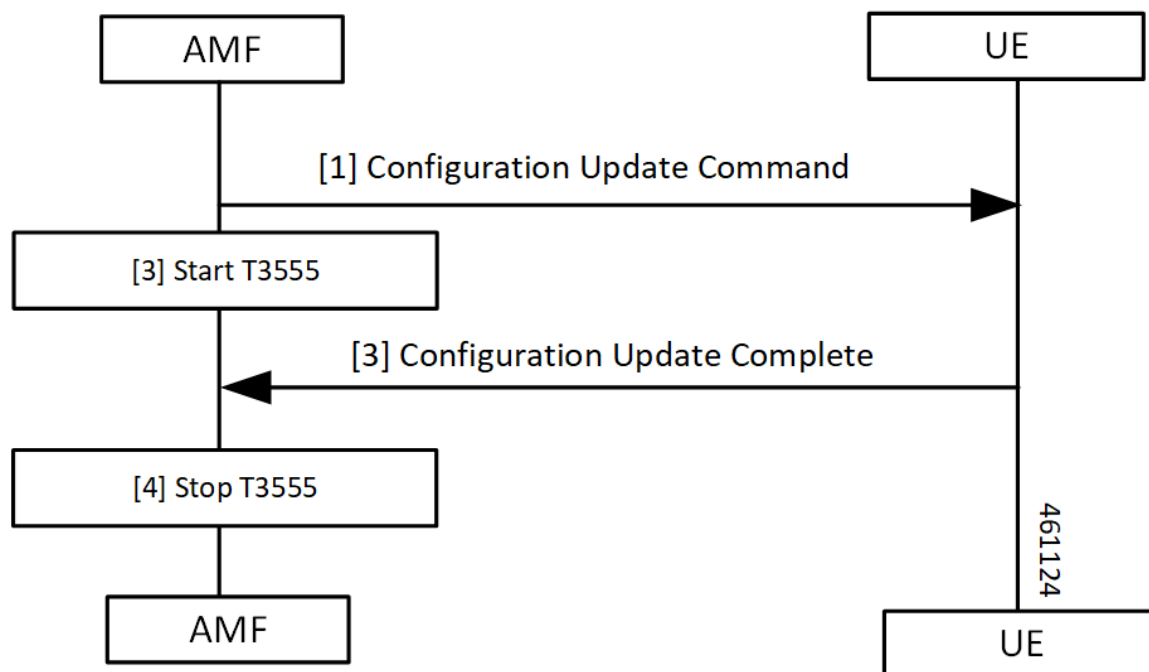 AMF
UE
[1] Configuration Update Command
[3] Start T3555
[3] Configuration Update Complete
[4] Stop T3555
461124
AMF
UE